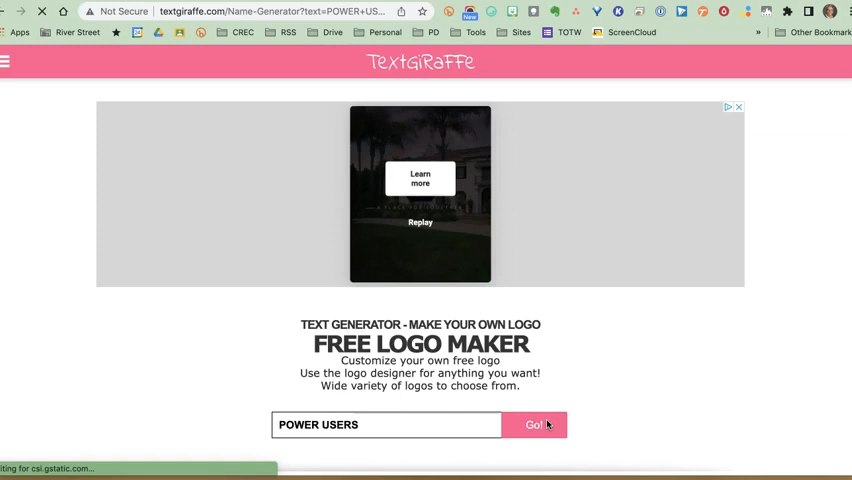 Not Secure textgiraffe.com/Name-Generator?text=POWER+US...
New
Apps River Street CREC RSS Drive Personal PD Tools Sites TOTW ScreenCloud » Other Bookmark
TEXTGIRAFFE
Learn
more
Replay
TEXT GENERATOR - MAKE YOUR OWN LOGO
FREE LOGO MAKER
Customize your own free logo
Use the logo designer for anything you want!
Wide variety of logos to choose from.
POWER USERS Go!
iting for csi.gstatic.com...